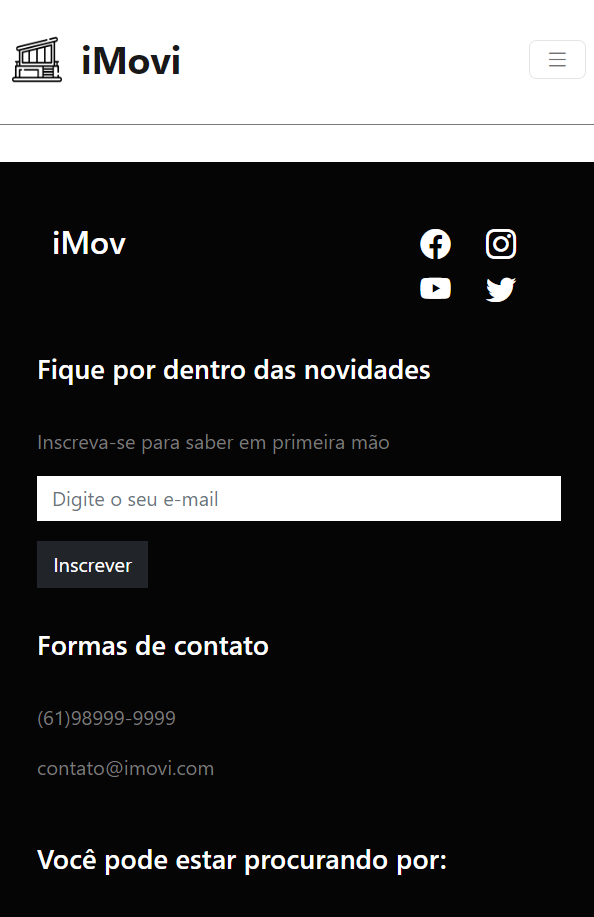 iMovi
iMov
Fique por dentro das novidades
Inscreva-se para saber em primeira mão
Digite o seu e-mail
Inscrever
Formas de contato
(61)98999-9999
contato@imovi.com
Você pode estar procurando por: